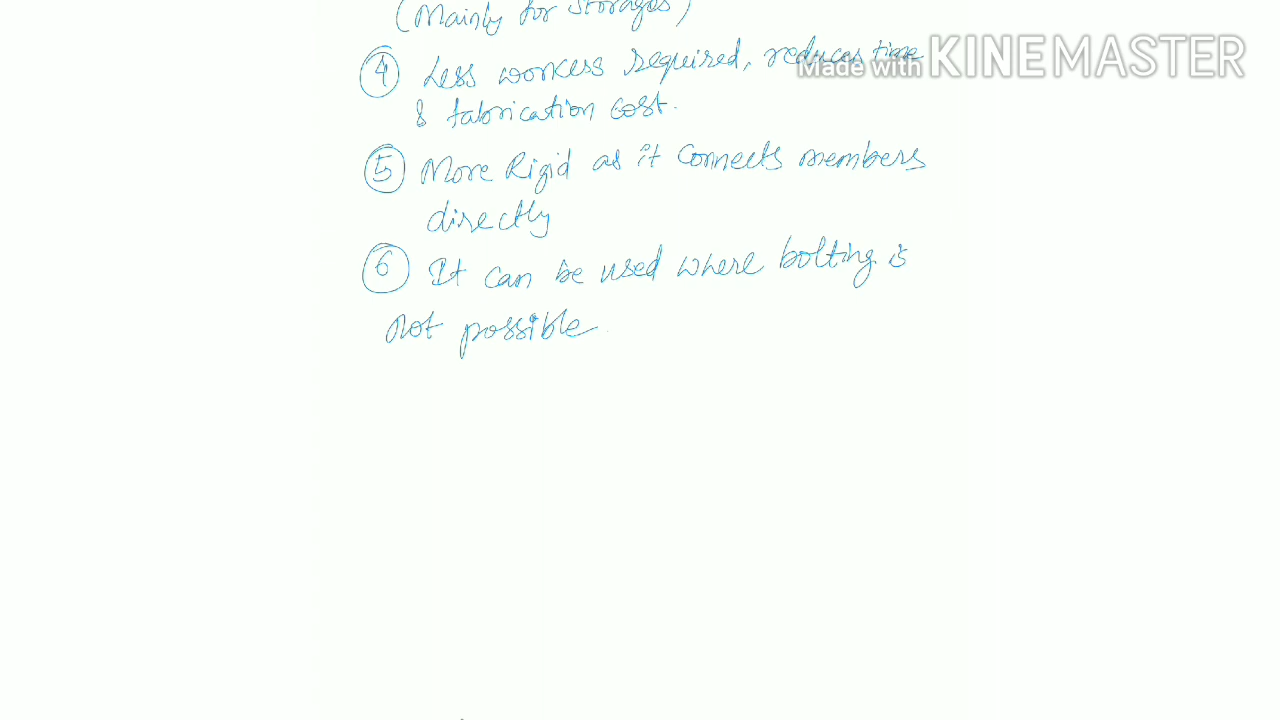 (Mainly for storages)
④ Less workers required, reduces time
& fabrication cost.
Made with KINEMASTER
⑤ More Rigid as it connects members
directly
⑥ It can be used where bolting is
not possible.